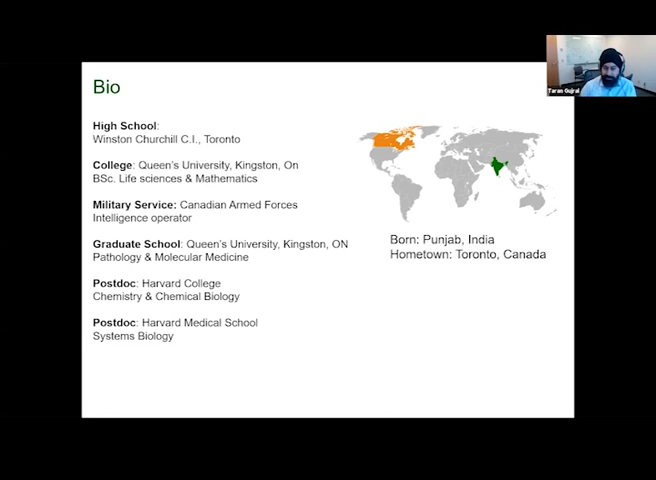 Taran Gujral
Bio
High School:
Winston Churchill C.I., Toronto
College: Queen's University, Kingston, On
BSc. Life sciences & Mathematics
Military Service: Canadian Armed Forces
Intelligence operator
Graduate School: Queen's University, Kingston, ON
Pathology & Molecular Medicine
Postdoc: Harvard College
Chemistry & Chemical Biology
Postdoc: Harvard Medical School
Systems Biology
Born: Punjab, India
Hometown: Toronto, Canada